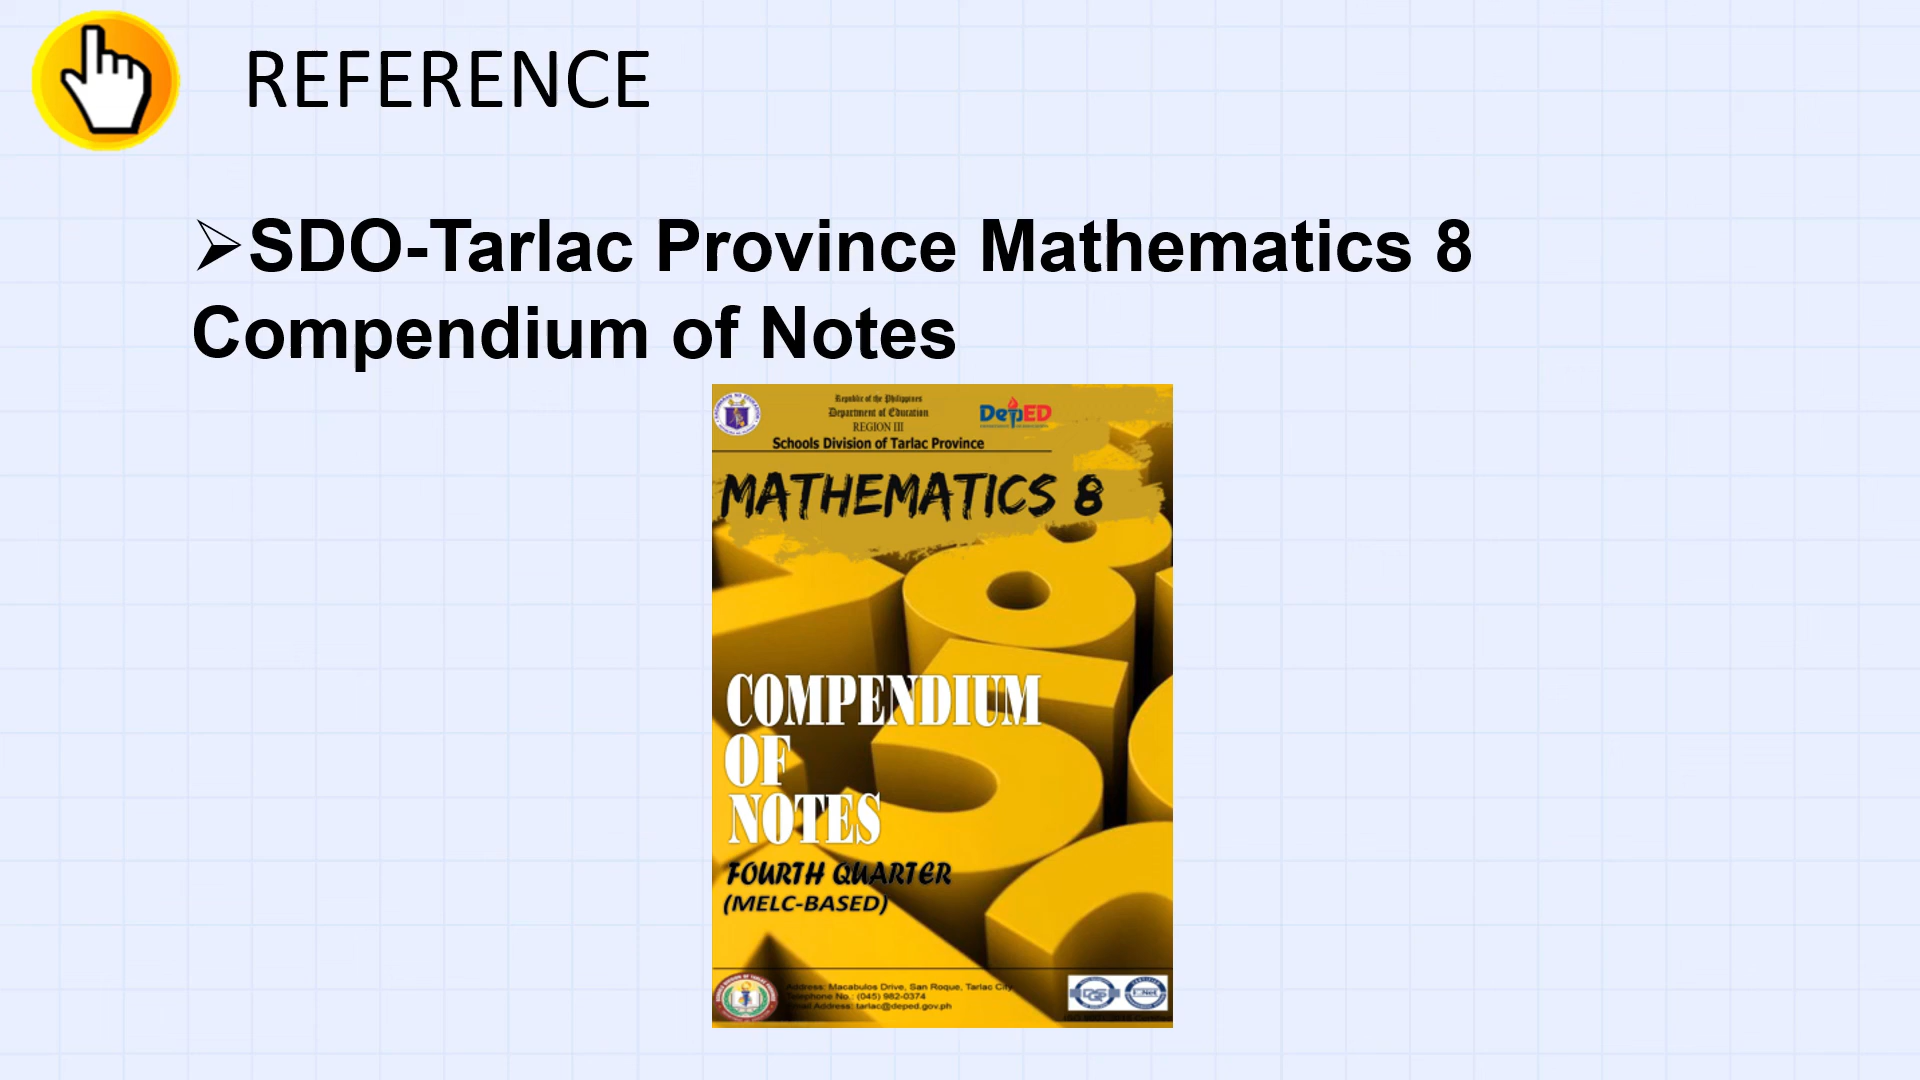 REFERENCE
➢SDO-Tarlac Province Mathematics 8
Compendium of Notes
Republic of the Philippines
Department of Education
REGION III
Schools Division of Tarlac Province
DepED
MATHEMATICS 8
COMPENDIUM
OF
NOTES
FOURTH QUARTER
(MELC-BASED)
Address: Macabulos Drive, San Roque, Tarlac City
Telephone No.: (045) 982-0374
Email Address: tarlac@deped.gov.ph